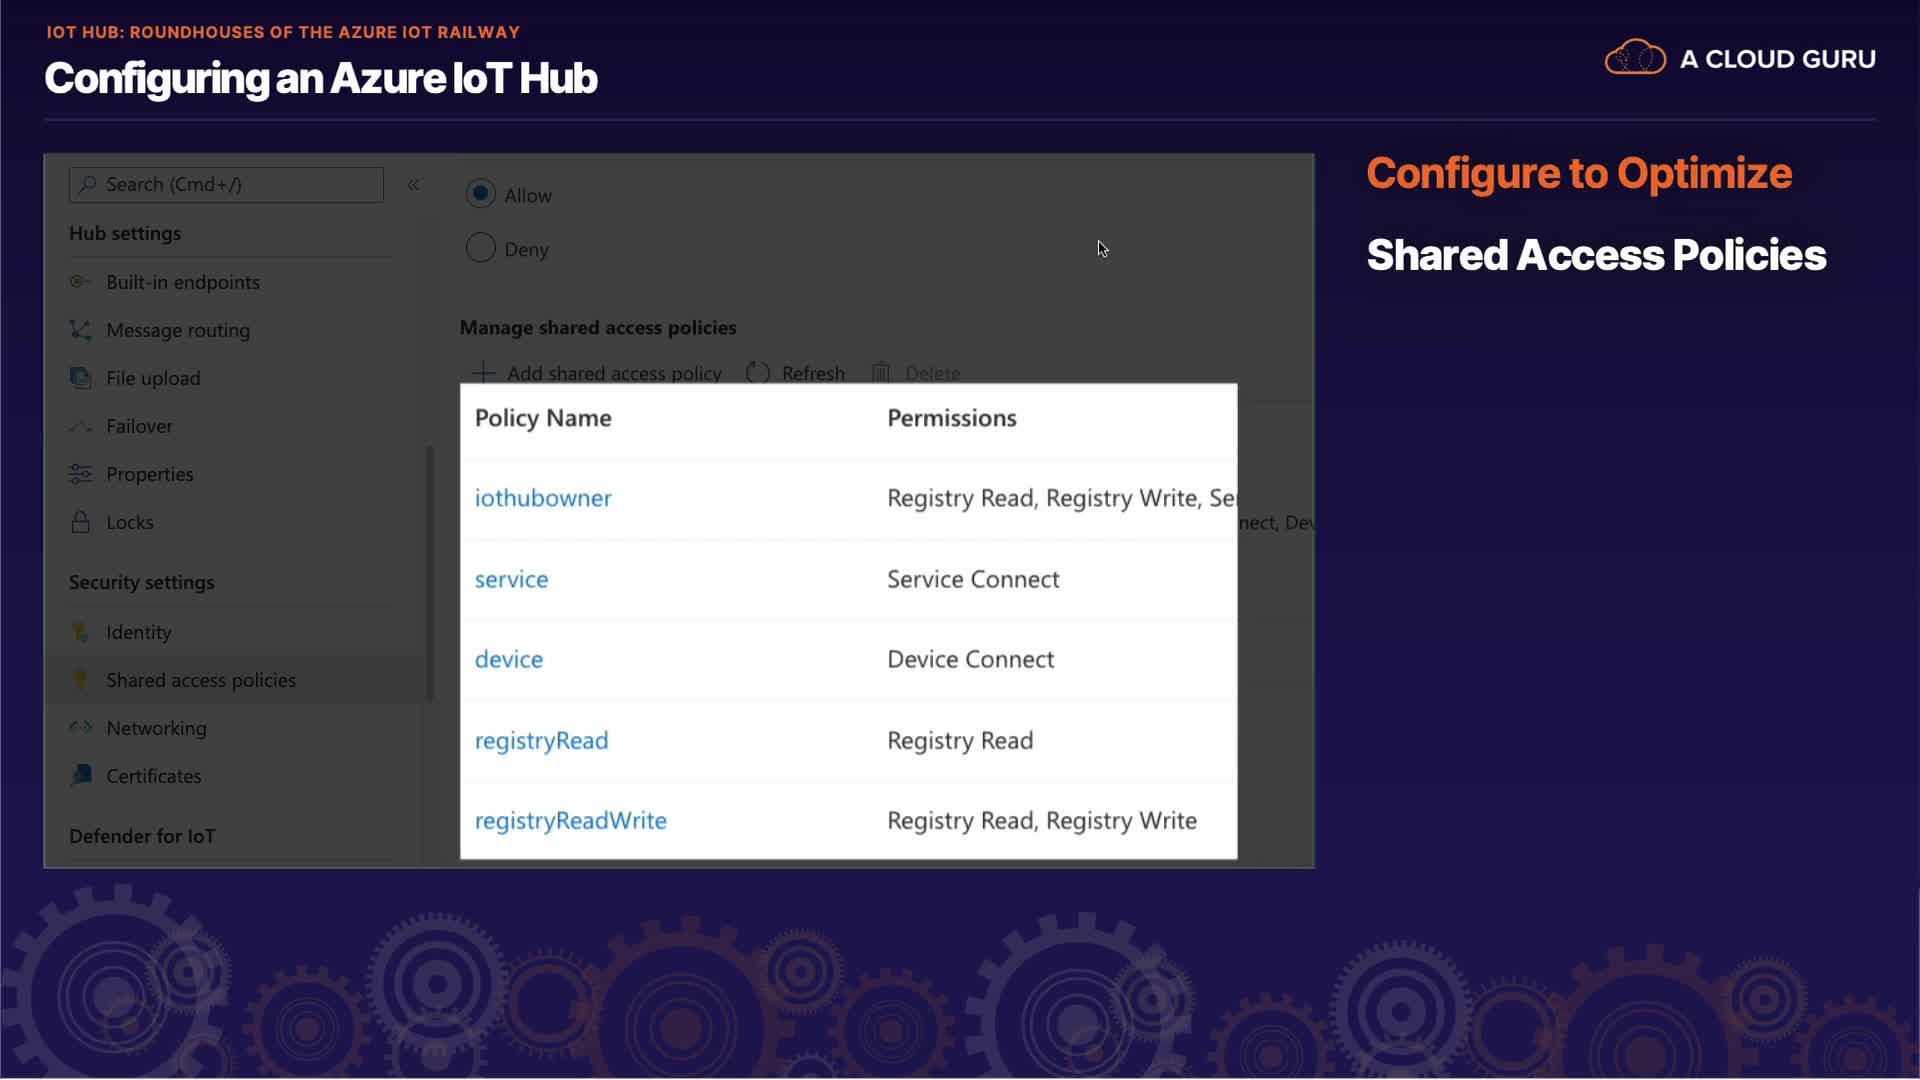 IOT HUB: ROUNDHOUSES OF THE AZURE IOT RAILWAY
Configuring an Azure IoT Hub
A CLOUD GURU
Search (Cmd+/)
«
Hub settings
Built-in endpoints
Message routing
File upload
Failover
Properties
Locks
Security settings
Identity
Shared access policies
Networking
Certificates
Defender for IoT
Allow
Deny
Manage shared access policies
Add shared access policy Refresh Delete
Policy Name Permissions
iothubowner Registry Read, Registry Write, Ser
nect, Dev
service Service Connect
device Device Connect
registryRead Registry Read
registryReadWrite Registry Read, Registry Write
Configure to Optimize
Shared Access Policies